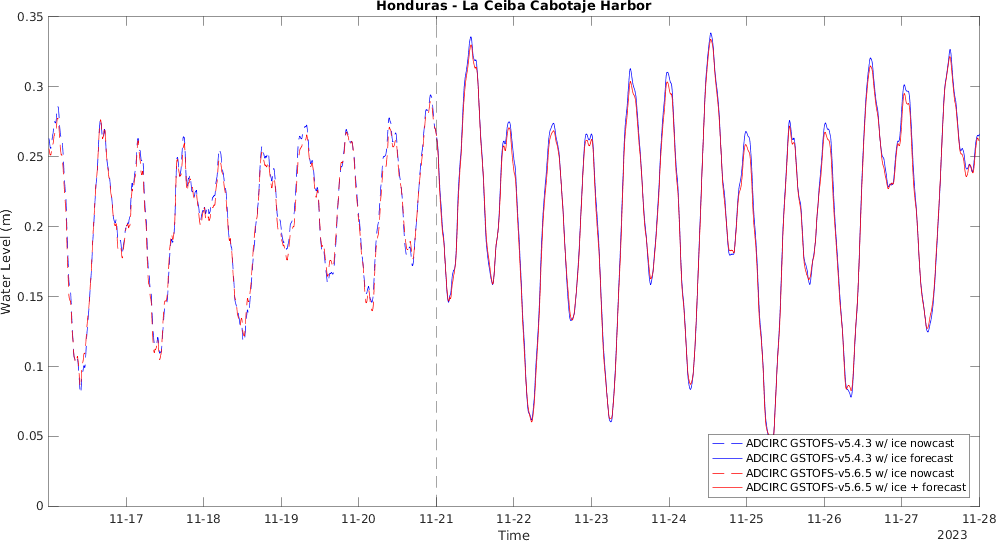 Honduras - La Ceiba Cabotaje Harbor
0.35
0.3
0.25
0.2
0.15
0.1
0.05
0
Water Level (m)
ADCIRC GSTOFS-v5.4.3 w/ ice nowcast
ADCIRC GSTOFS-v5.4.3 w/ ice forecast
ADCIRC GSTOFS-v5.6.5 w/ ice nowcast
ADCIRC GSTOFS-v5.6.5 w/ ice + forecast
11-17 11-18 11-19 11-20 11-21 11-22 11-23 11-24 11-25 11-26 11-27 11-28
Time
2023